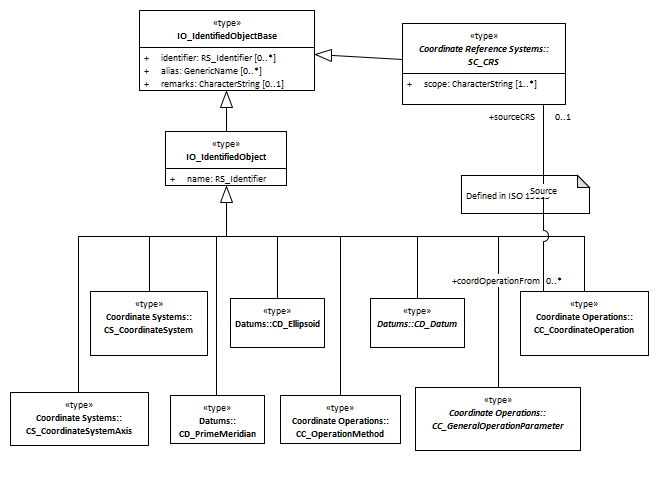 «type»
IO_IdentifiedObjectBase
+ identifier: RS_Identifier [0..*]
+ alias: GenericName [0..*]
+ remarks: CharacterString [0..1]
«type»
Coordinate Reference Systems::
SC_CRS
+ scope: CharacterString [1..*]
+sourceCRS 0..1
«type»
IO_IdentifiedObject
+ name: RS_Identifier
Source
Defined in ISO
+coordOperationFrom 0..*
«type»
Coordinate Systems::
CS_CoordinateSystem
«type»
Datums::CD_Ellipsoid
«type»
Datums::CD_Datum
«type»
Coordinate Operations::
CC_CoordinateOperation
«type»
Coordinate Systems::
CS_CoordinateSystemAxis
«type»
Datums::
CD_PrimeMeridian
«type»
Coordinate Operations::
CC_OperationMethod
«type»
Coordinate Operations::
CC_GeneralOperationParameter